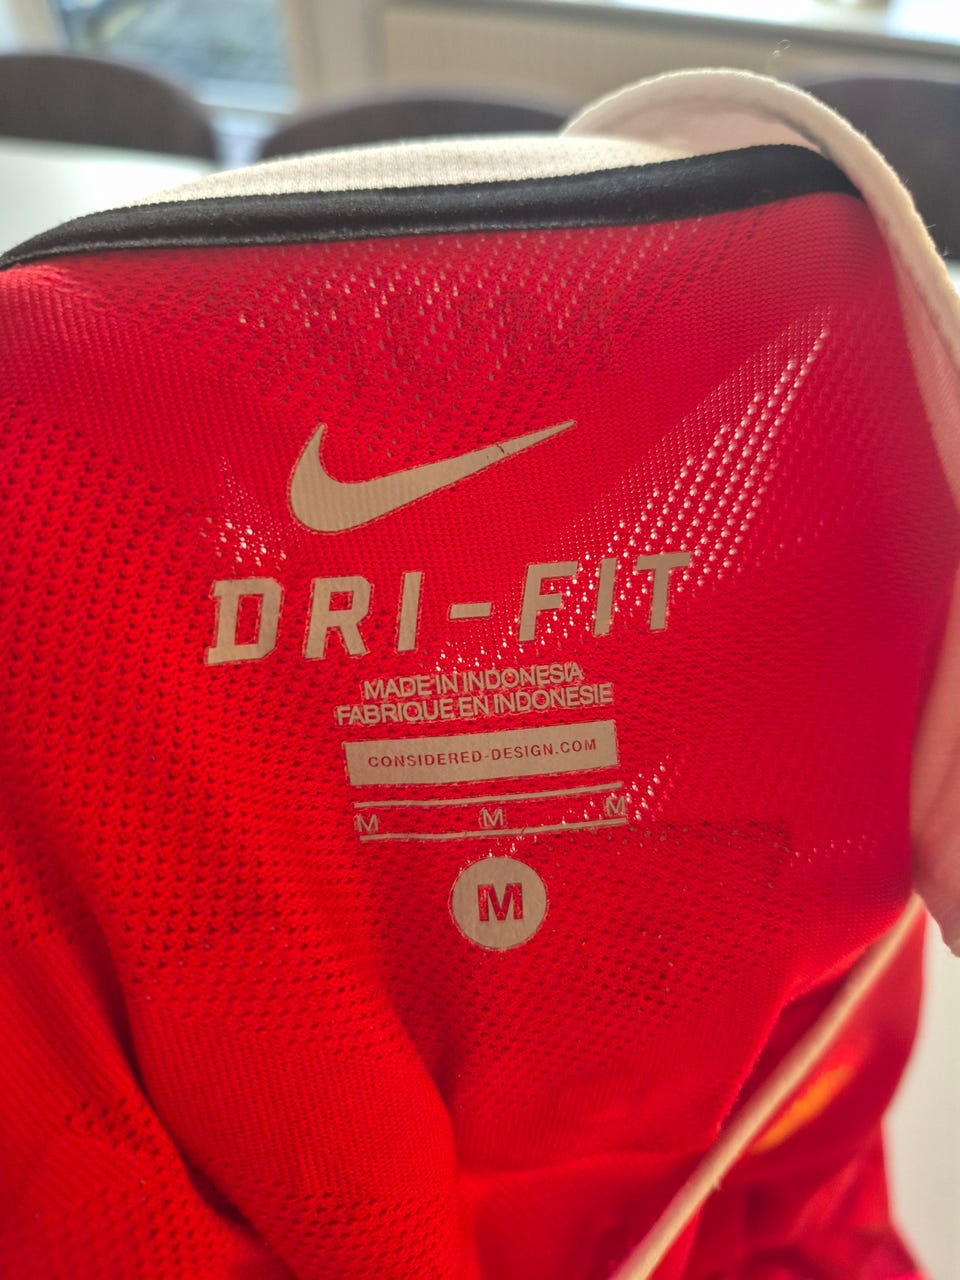 DRI-FIT
MADE IN INDONESIA
FABRIQUE EN INDONESIE
CONSIDERED-DESIGN.COM
M M M
M